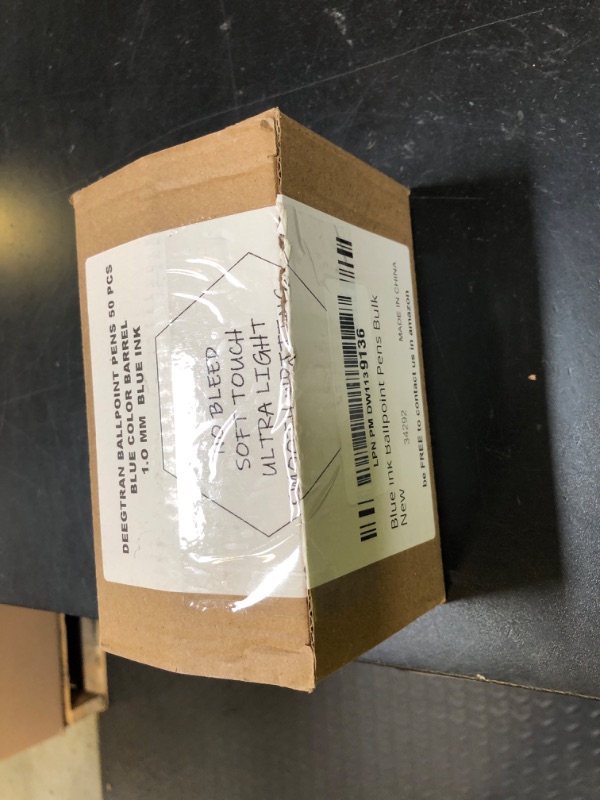 DEEGTRAN BALLPOINT PENS 50 PCS
BLUE COLOR BARREL
1.0 MM BLUE INK
NO BLEED
SOFT TOUCH
ULTRA LIGHT
LPN PM DW1139136
Blue Ink Ballpoint Pens Bulk
New
34292
MADE IN CHINA
be FREE to contact us in amazon